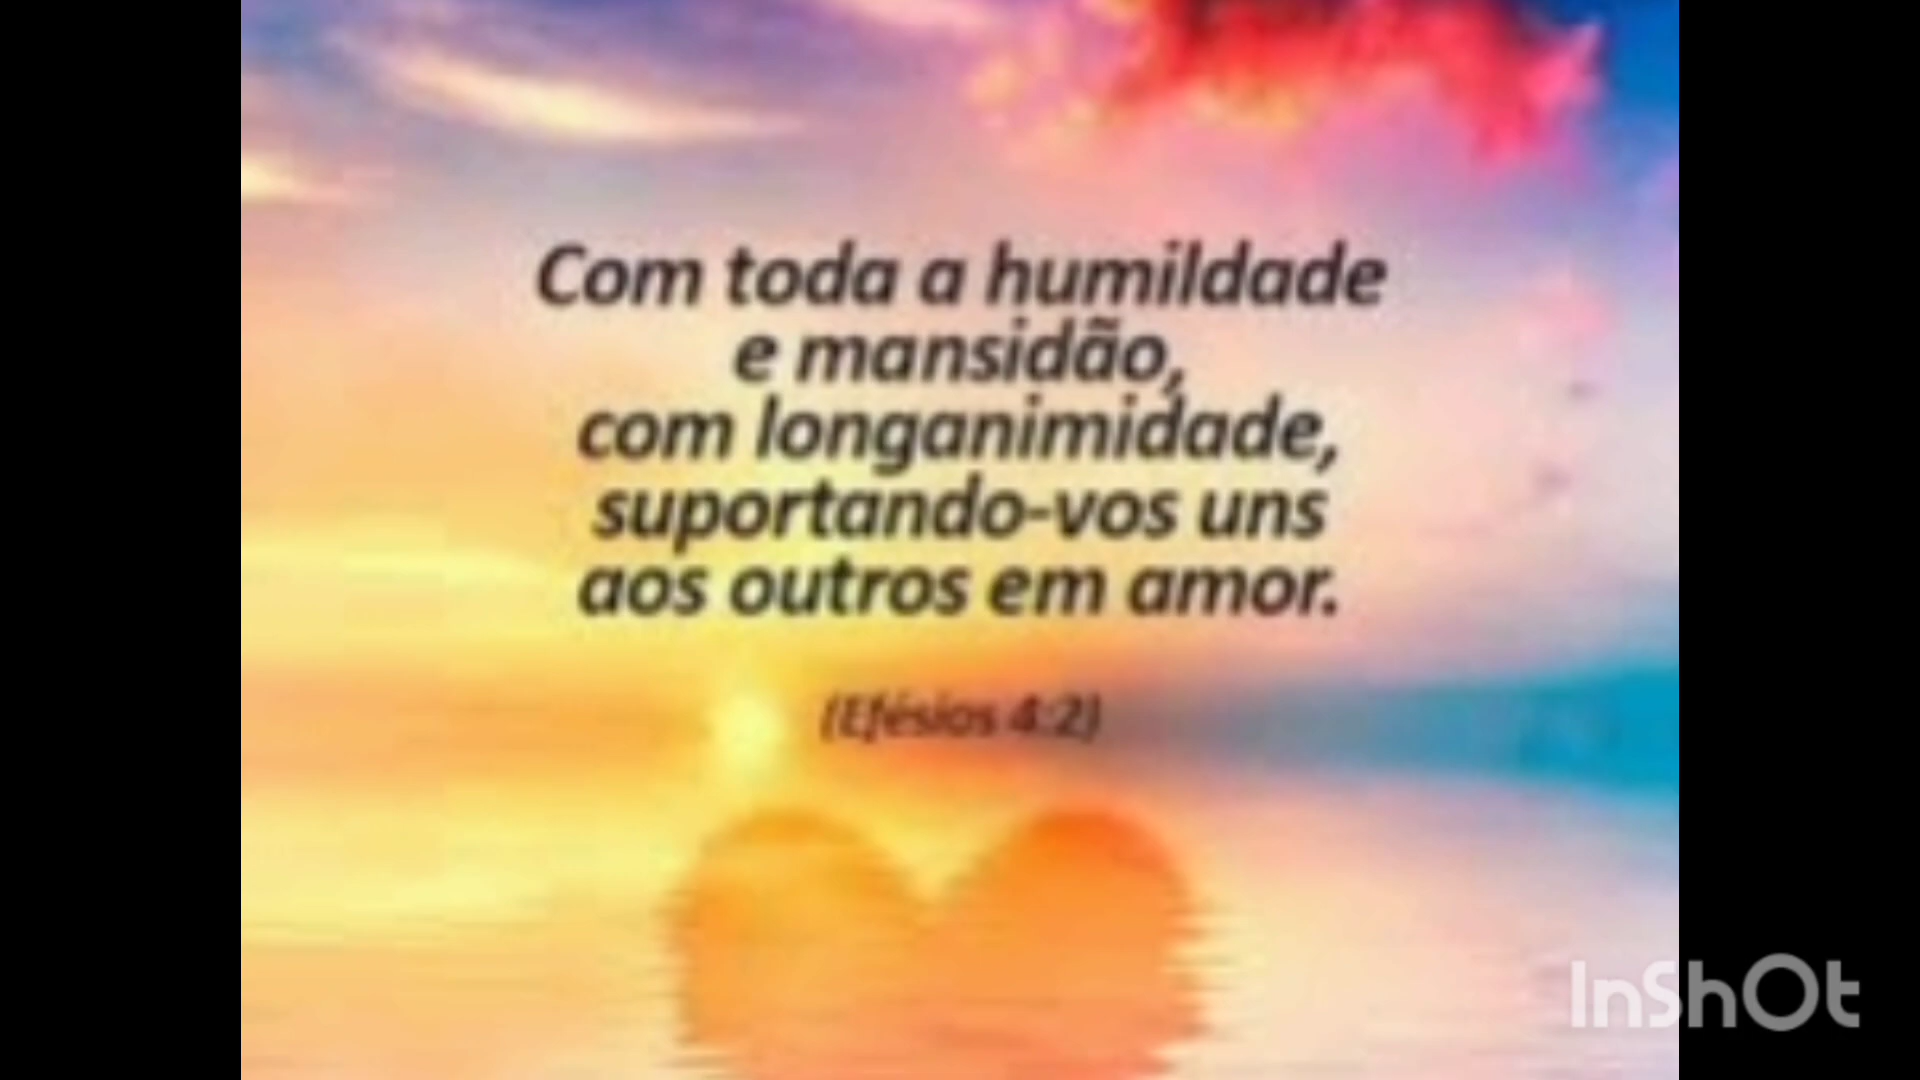 Com toda a humildade
e mansidão,
com longanimidade,
suportando-vos uns
aos outros em amor.
(Efésios 4:2)
InShOt